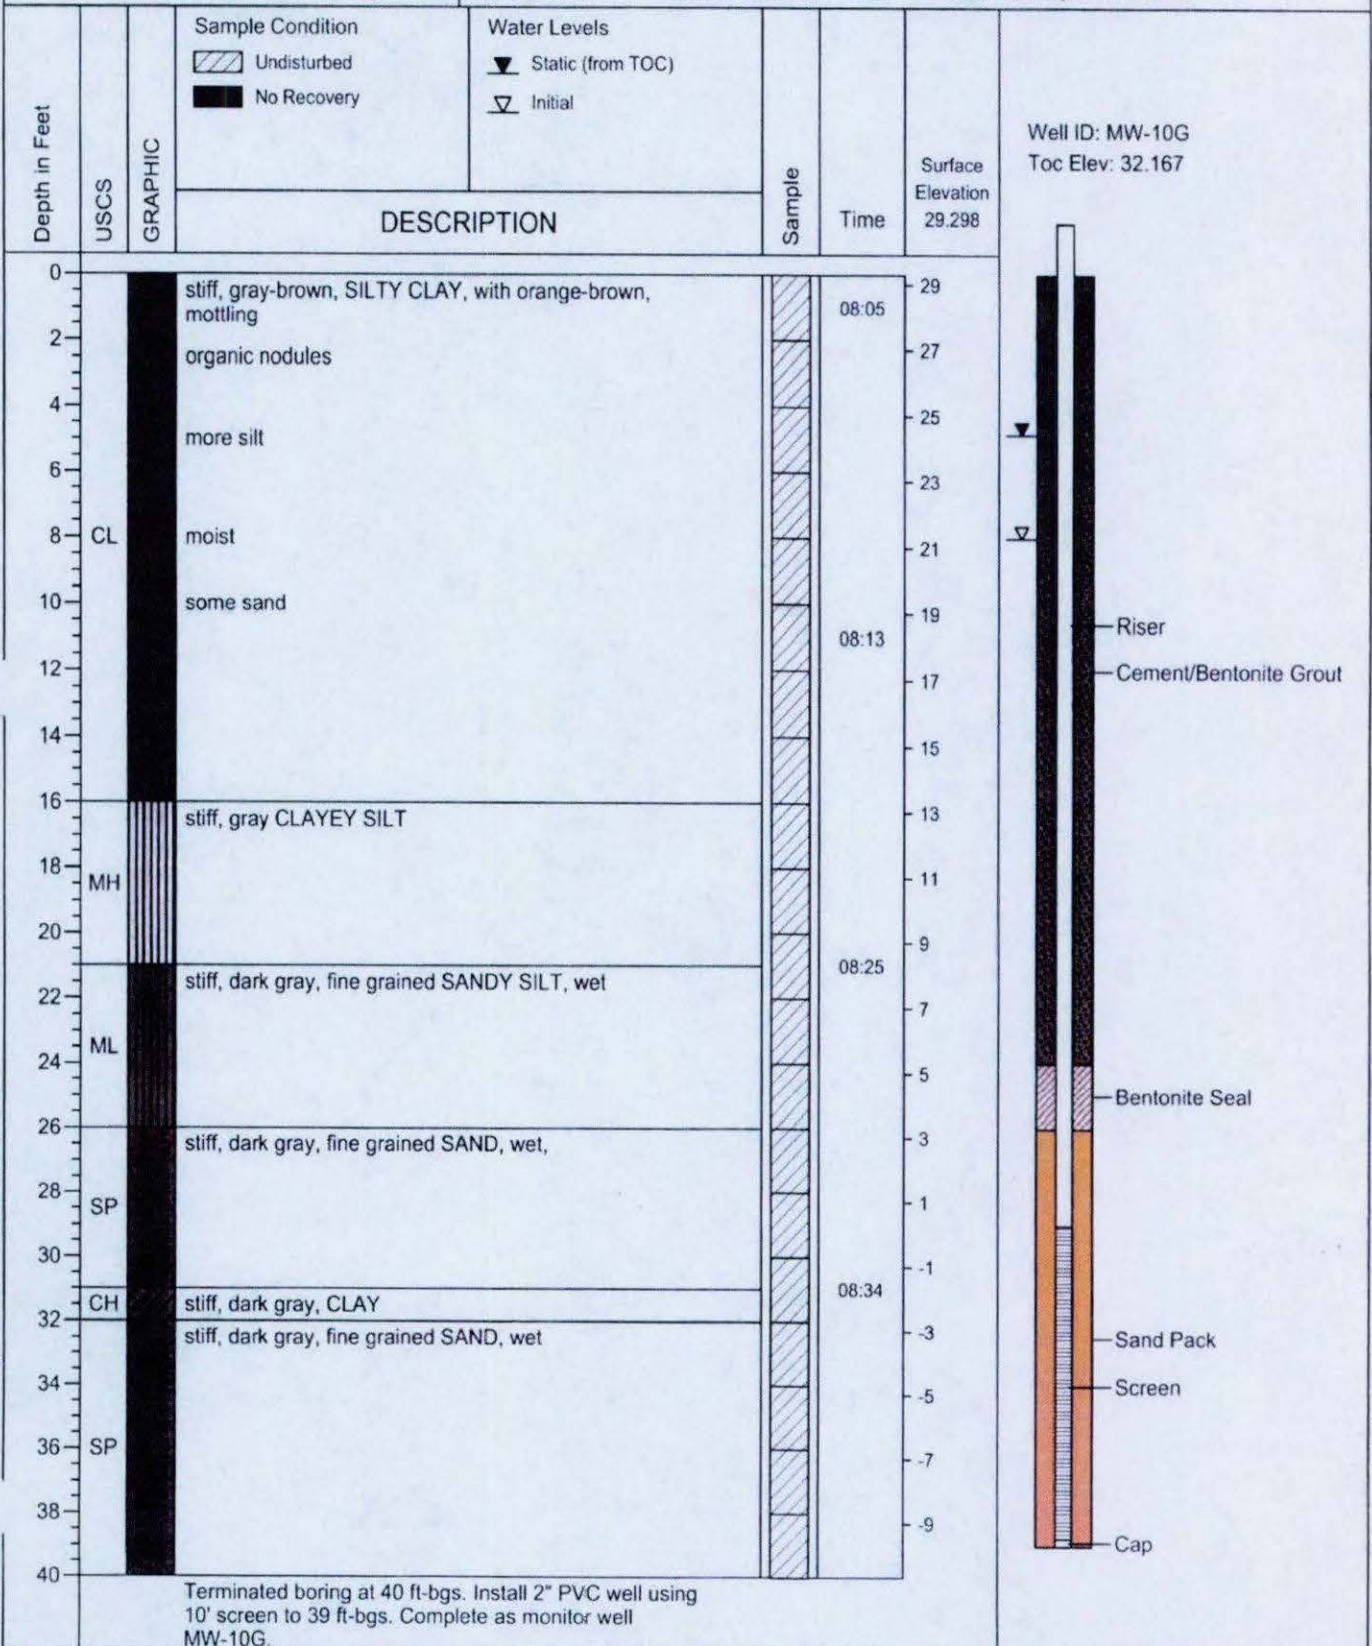 Sample Condition
Undisturbed
No Recovery
Water Levels
Static (from TOC)
Initial
Depth in Feet
USCS
GRAPHIC
DESCRIPTION
Sample
Time
Surface
Elevation
29.298
Well ID: MW-10G
Toc Elev: 32.167
0
2
4
6
8
10
12
14
16
18
20
22
24
26
28
30
32
34
36
38
40
CL
MH
ML
SP
CH
SP
stiff, gray-brown, SILTY CLAY, with orange-brown,
mottling
organic nodules
more silt
moist
some sand
stiff, gray CLAYEY SILT
stiff, dark gray, fine grained SANDY SILT, wet
stiff, dark gray, fine grained SAND, wet,
stiff, dark gray, CLAY
stiff, dark gray, fine grained SAND, wet
Terminated boring at 40 ft-bgs. Install 2" PVC well using
10' screen to 39 ft-bgs. Complete as monitor well
MW-10G.
08:05
08:13
08:25
08:34
29
27
25
23
21
19
17
15
13
11
9
7
5
3
1
-1
-3
-5
-7
-9
Riser
Cement/Bentonite Grout
Bentonite Seal
Sand Pack
Screen
Cap